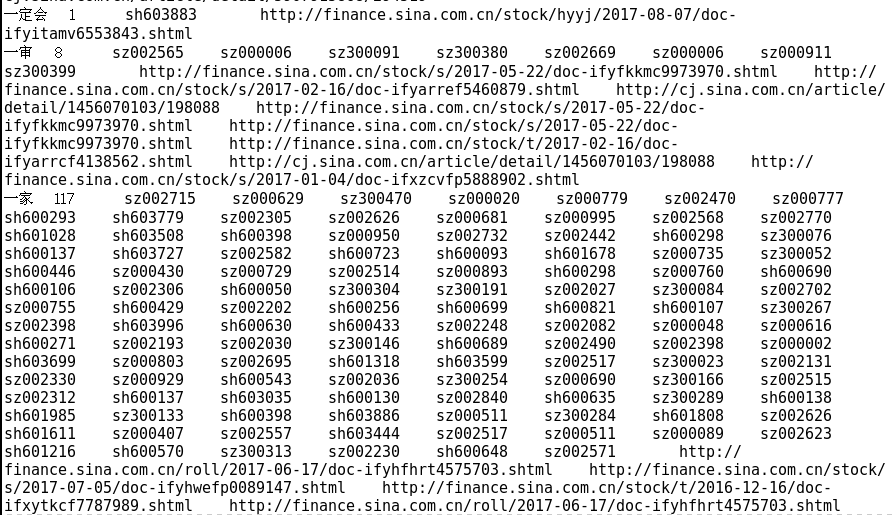 一定会 1 sh603883 http://finance.sina.com.cn/stock/hyyj/2017-08-07/doc-
ifyitamv6553843.shtml
一审 8 sz002565 sz000006 sz300091 sz300380 sz002669 sz000006 sz000911
sz300399 http://finance.sina.com.cn/stock/s/2017-05-22/doc-ifyfkkmc9973970.shtml http://
finance.sina.com.cn/stock/s/2017-02-16/doc-ifyarref5460879.shtml http://cj.sina.com.cn/article/
detail/1456070103/198088 http://finance.sina.com.cn/stock/s/2017-05-22/doc-
ifyfkkmc9973970.shtml http://finance.sina.com.cn/stock/s/2017-05-22/doc-
ifyfkkmc9973970.shtml http://finance.sina.com.cn/stock/t/2017-02-16/doc-
ifyarrcf4138562.shtml http://cj.sina.com.cn/article/detail/1456070103/198088 http://
finance.sina.com.cn/stock/s/2017-01-04/doc-ifxzcvfp5888902.shtml
一家 117 sz002715 sz000629 sz300470 sz000020 sz000779 sz002470 sz000777
sh600293 sh603779 sz002305 sz002626 sz000681 sz000995 sz002568 sz002770
sh601028 sh603508 sh600398 sz000950 sz002732 sz002442 sh600298 sz300076
sh600137 sh603727 sz002582 sh600723 sh600093 sh601678 sz000735 sz300052
sh600446 sz000430 sz000729 sz002514 sz000893 sh600298 sz000760 sh600690
sh600106 sz002306 sh600050 sz300304 sz300191 sz002027 sz300084 sz002702
sz000755 sh600429 sz002202 sh600256 sh600699 sh600821 sh600107 sz300267
sz002398 sh603996 sh600630 sh600433 sz002248 sz002082 sz000048 sz000616
sh600271 sz002193 sz002030 sz300146 sh600689 sz002490 sz002398 sz000002
sh603699 sz000803 sz002695 sh601318 sh603599 sz002517 sz300023 sz002131
sz002330 sz000929 sh600543 sz002036 sz300254 sz000690 sz300166 sz002515
sz002312 sh600137 sh603035 sh600130 sz002840 sh600635 sz300289 sh600138
sh601985 sz300133 sh600398 sh603886 sz000511 sz300284 sh601808 sz002626
sh601611 sz000407 sz002557 sh603444 sz002517 sz000511 sz000089 sz002623
sh601216 sh600570 sz300313 sz002230 sh600648 sz002571 http://
finance.sina.com.cn/roll/2017-06-17/doc-ifyhfhrt4575703.shtml http://finance.sina.com.cn/stock/
s/2017-07-05/doc-ifyhwefp0089147.shtml http://finance.sina.com.cn/stock/t/2016-12-16/doc-
ifxytkcf7787989.shtml http://finance.sina.com.cn/roll/2017-06-17/doc-ifyhfhrt4575703.shtml